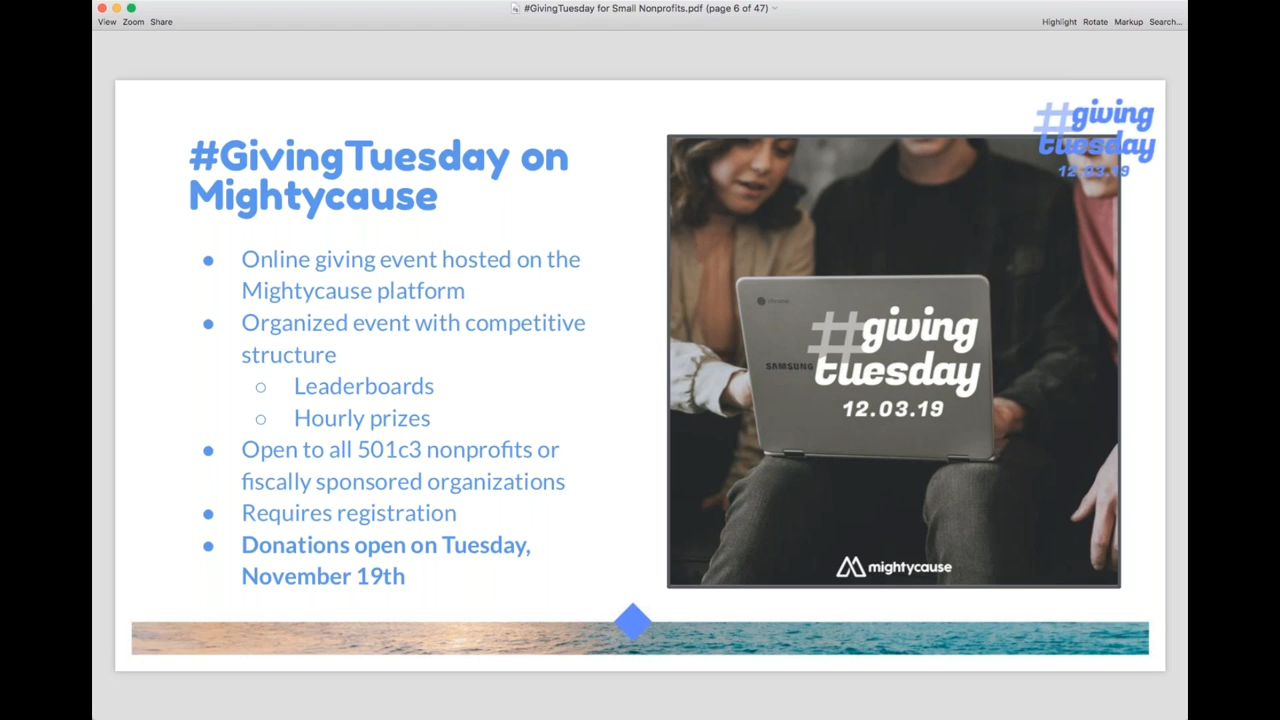 #GivingTuesday for Small Nonprofits.pdf (page 6 of 47)
View Zoom Share
Highlight Rotate Markup Search...
#giving
tuesday
12.03.19
#GivingTuesday on
Mightycause
● Online giving event hosted on the
Mightycause platform
● Organized event with competitive
structure
○ Leaderboards
○ Hourly prizes
● Open to all 501c3 nonprofits or
fiscally sponsored organizations
● Requires registration
● Donations open on Tuesday,
November 19th
chrome
#giving
SAMSUNG
tuesday
12.03.19
mightycause